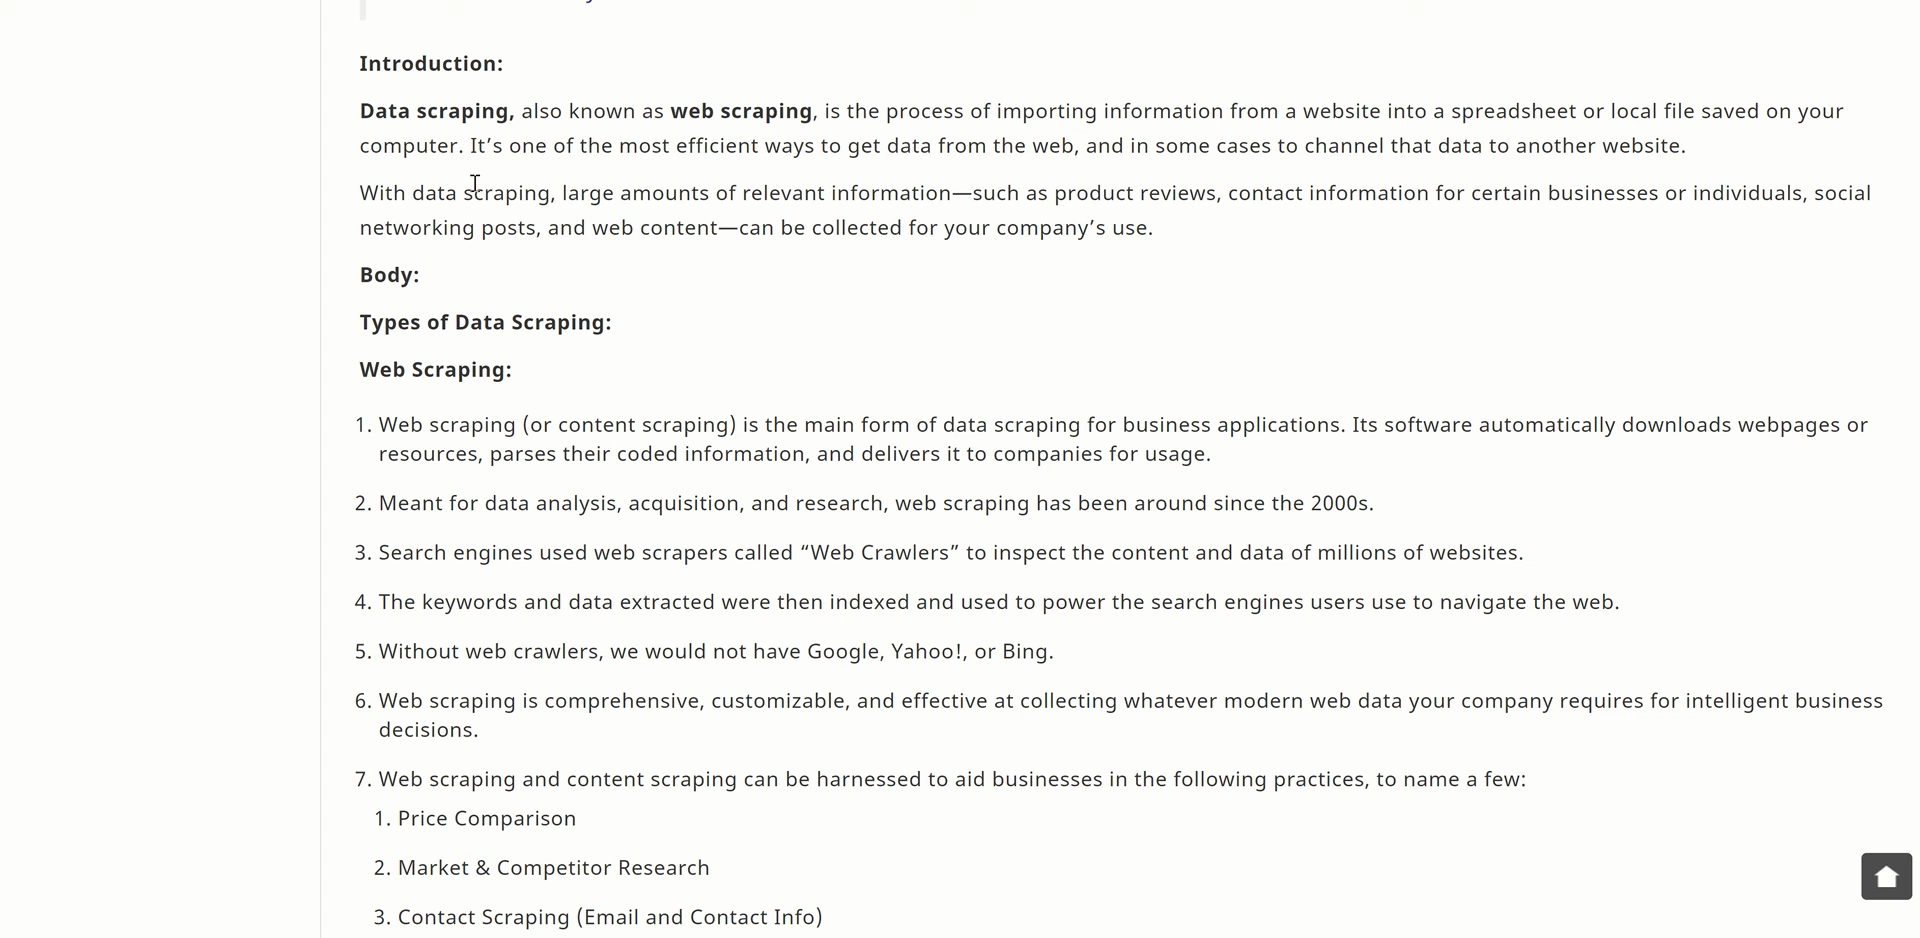 Introduction:
Data scraping, also known as web scraping, is the process of importing information from a website into a spreadsheet or local file saved on your
computer. It’s one of the most efficient ways to get data from the web, and in some cases to channel that data to another website.
With data scraping, large amounts of relevant information—such as product reviews, contact information for certain businesses or individuals, social
networking posts, and web content—can be collected for your company’s use.
Body:
Types of Data Scraping:
Web Scraping:
1. Web scraping (or content scraping) is the main form of data scraping for business applications. Its software automatically downloads webpages or
resources, parses their coded information, and delivers it to companies for usage.
2. Meant for data analysis, acquisition, and research, web scraping has been around since the 2000s.
3. Search engines used web scrapers called “Web Crawlers” to inspect the content and data of millions of websites.
4. The keywords and data extracted were then indexed and used to power the search engines users use to navigate the web.
5. Without web crawlers, we would not have Google, Yahoo!, or Bing.
6. Web scraping is comprehensive, customizable, and effective at collecting whatever modern web data your company requires for intelligent business
decisions.
7. Web scraping and content scraping can be harnessed to aid businesses in the following practices, to name a few:
1. Price Comparison
2. Market & Competitor Research
3. Contact Scraping (Email and Contact Info)